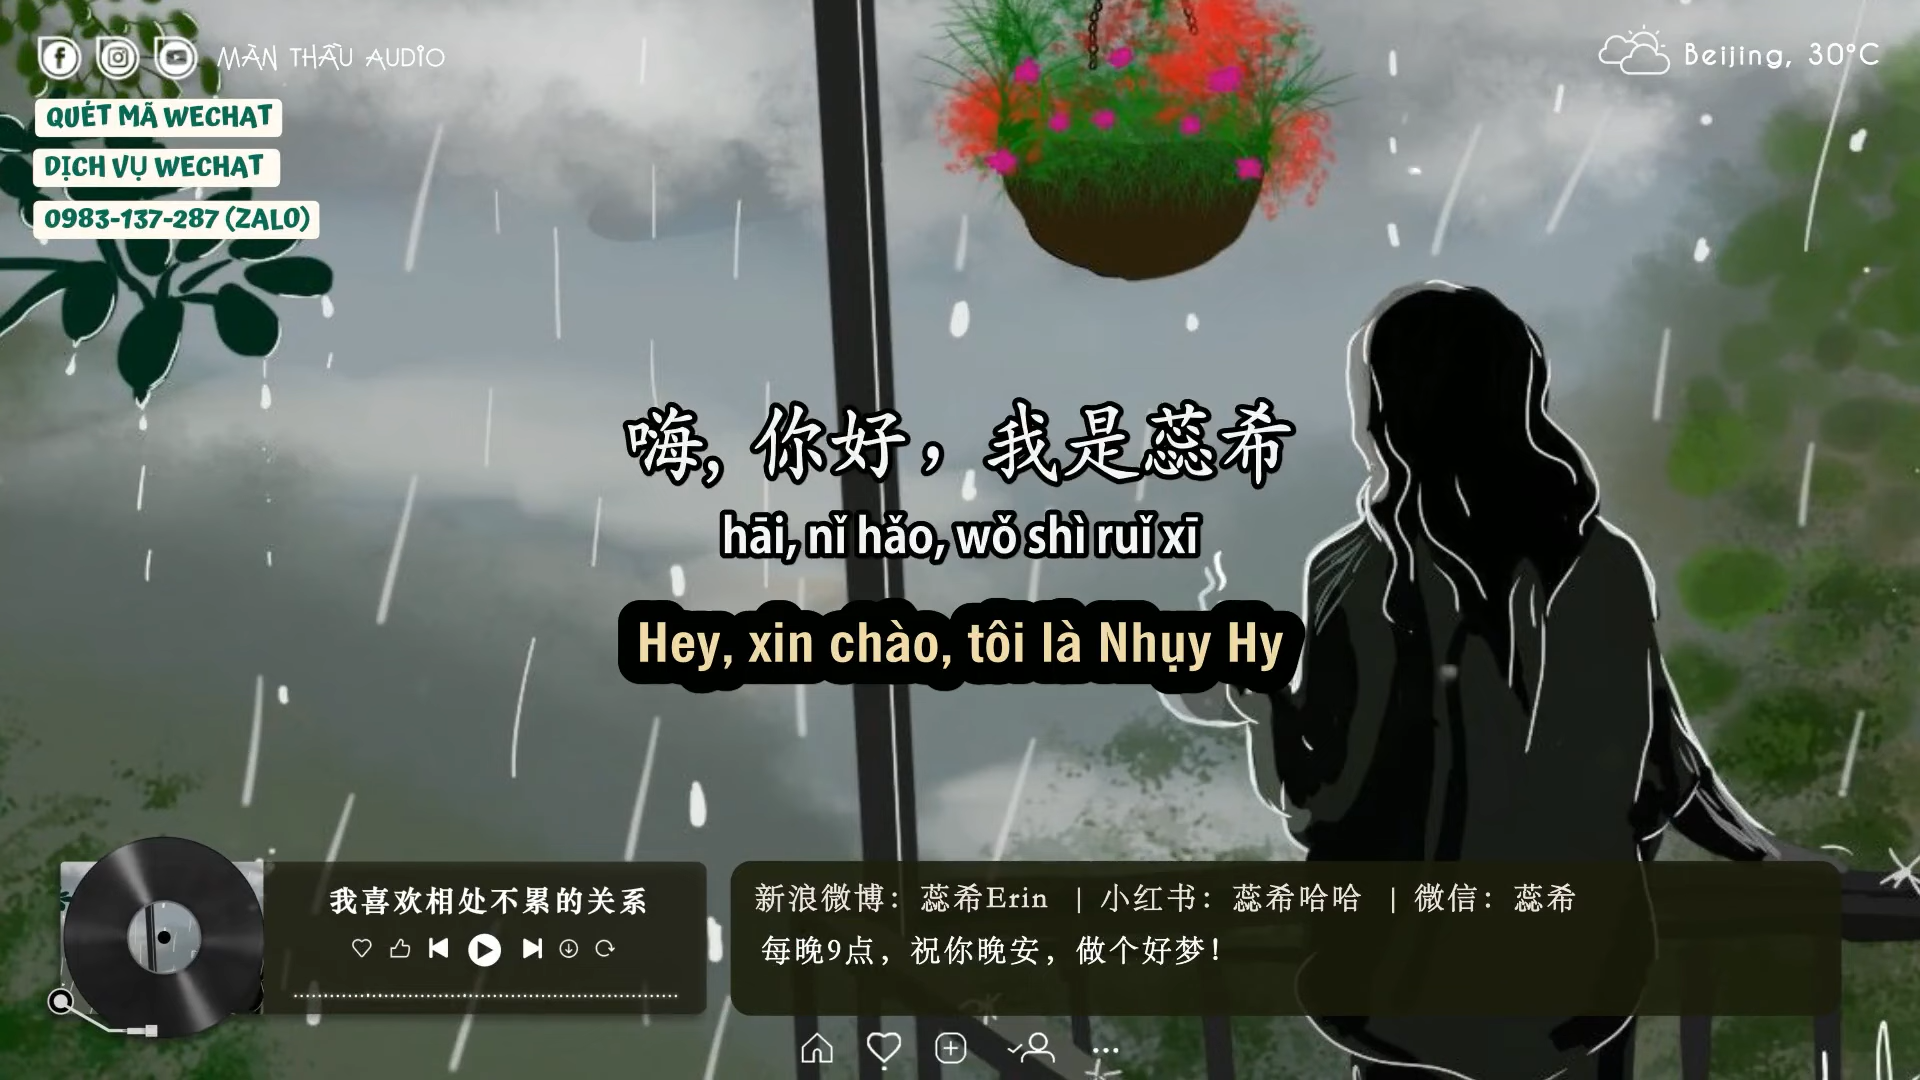 MÀN THẦU AUDIO
Beijing, 30°C
QUÉT MÃ WECHAT
DỊCH VỤ WECHAT
0983-137-287 (ZALO)
嗨, 你好，我是蕊希
hāi, nǐ hǎo, wǒ shì ruǐ xī
Hey, xin chào, tôi là Nhụy Hy
我喜欢相处不累的关系
新浪微博：蕊希Erin | 小红书：蕊希哈哈 | 微信：蕊希
每晚9点，祝你晚安，做个好梦！